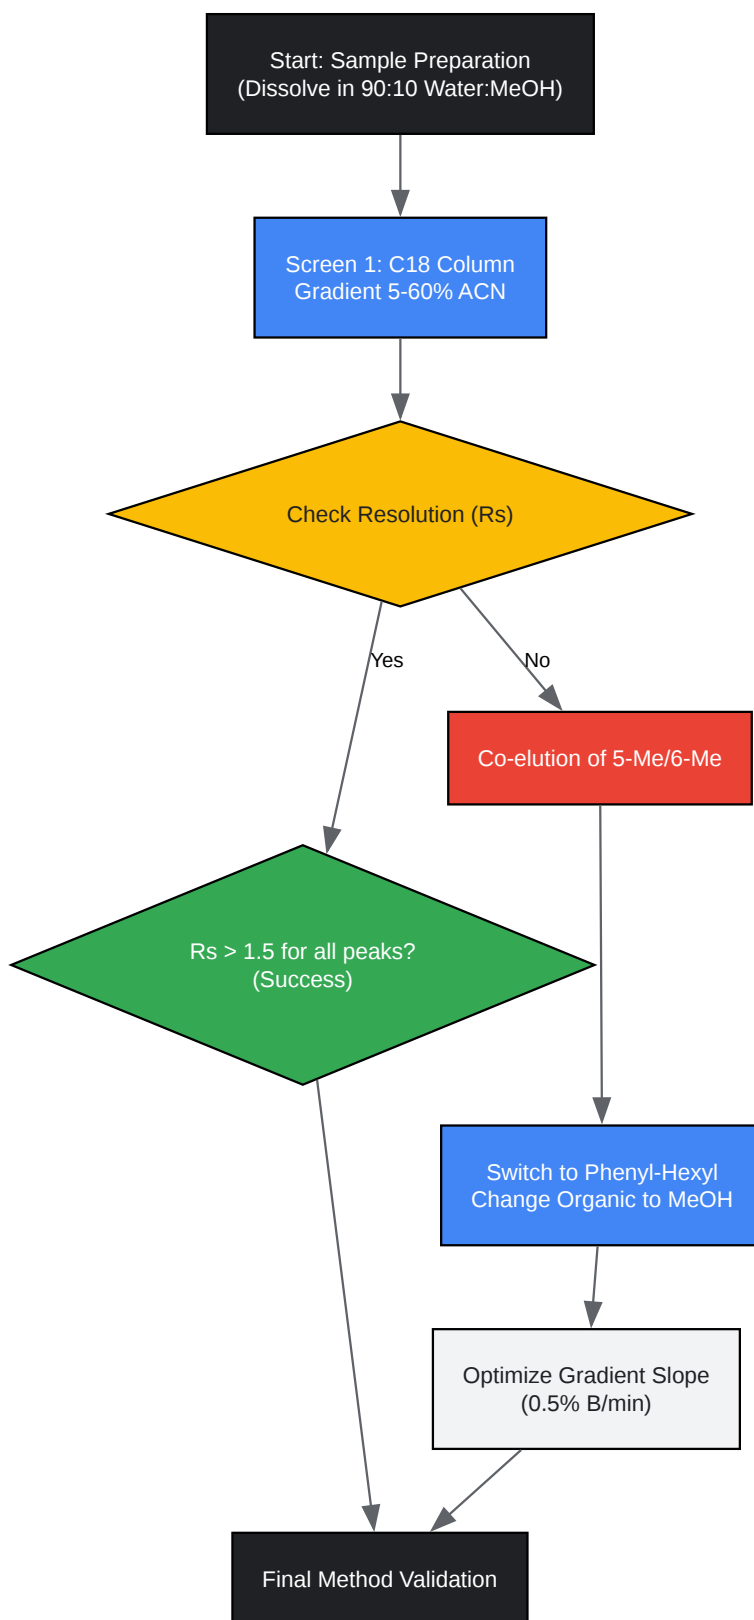 Start: Sample Preparation
(Dissolve in 90:10 Water:MeOH)
Screen 1: C18 Column
Gradient 5-60% ACN
Check Resolution (Rs)
Yes
No
Co-elution of 5-Me/6-Me
Rs > 1.5 for all peaks?
(Success)
Switch to Phenyl-Hexyl
Change Organic to MeOH
Optimize Gradient Slope
(0.5% B/min)
Final Method Validation